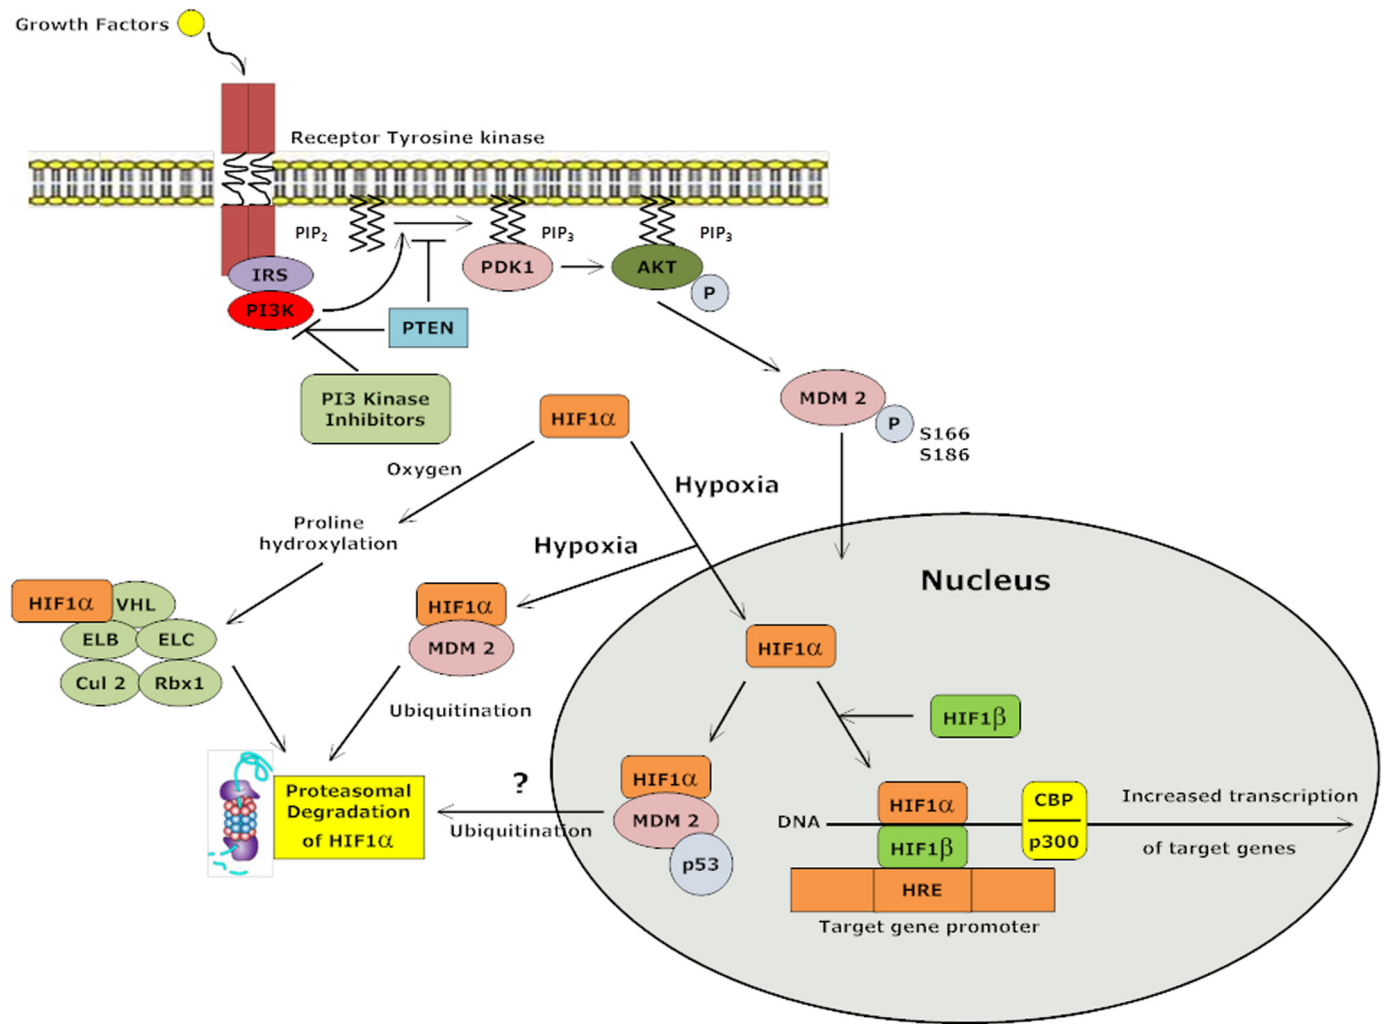 Growth Factors
Receptor Tyrosine kinase
PIP2
PIP3
PIP3
IRS
PDK1
AKT
P
PI3K
PTEN
PI3 Kinase
Inhibitors
HIF1α
MDM 2
P
S166
S186
Oxygen
Hypoxia
Proline
hydroxylation
Hypoxia
Nucleus
HIF1α
VHL
ELB
ELC
Cul 2
Rbx1
HIF1α
MDM 2
HIF1α
Ubiquitination
HIF1β
Proteasomal
Degradation
of HIF1α
?
Ubiquitination
HIF1α
MDM 2
p53
DNA
HIF1α
HIF1β
HRE
Target gene promoter
CBP
p300
Increased transcription
of target genes